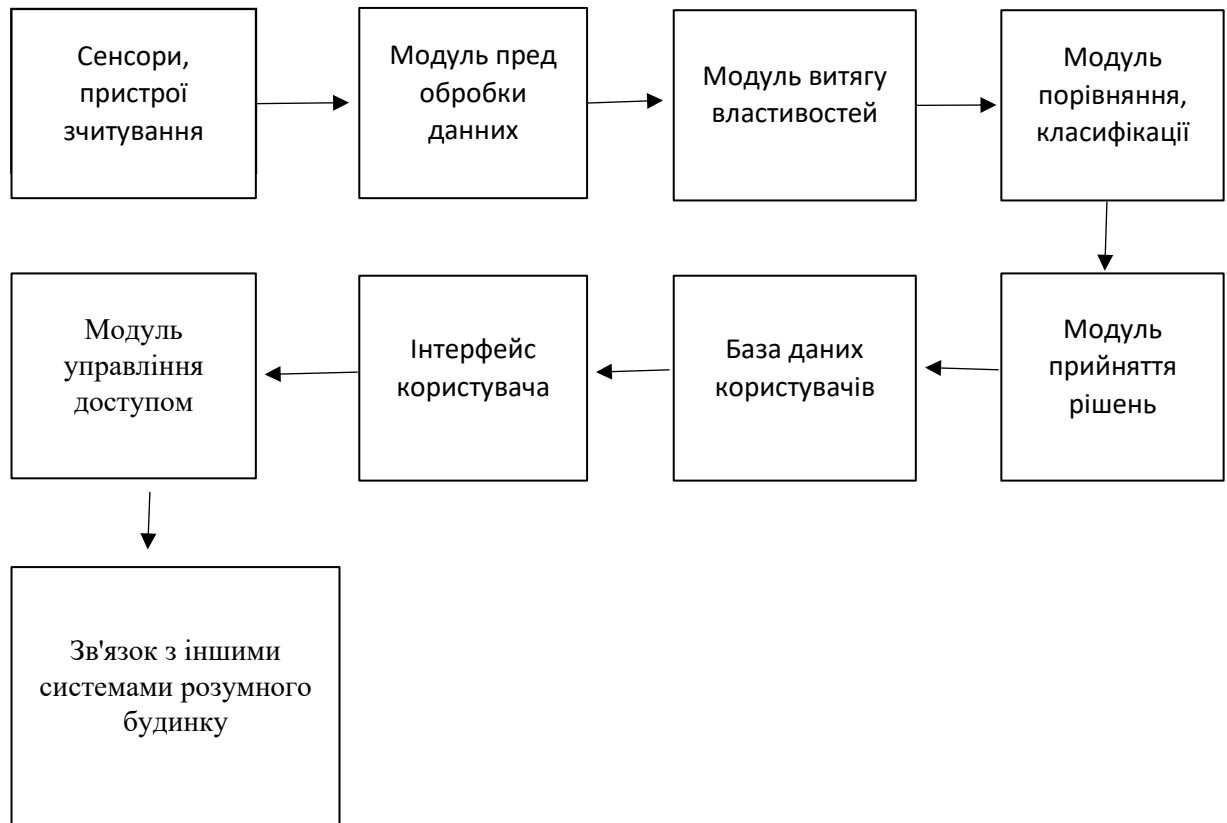 Сенсори,
пристрої
зчитування
Модуль пред
обробки
данних
Модуль витягу
властивостей
Модуль
порівняння,
класифікації
Модуль
управління
доступом
Інтерфейс
користувача
База даних
користувачів
Модуль
прийняття
рішень
Зв'язок з іншими
системами розумного
будинку